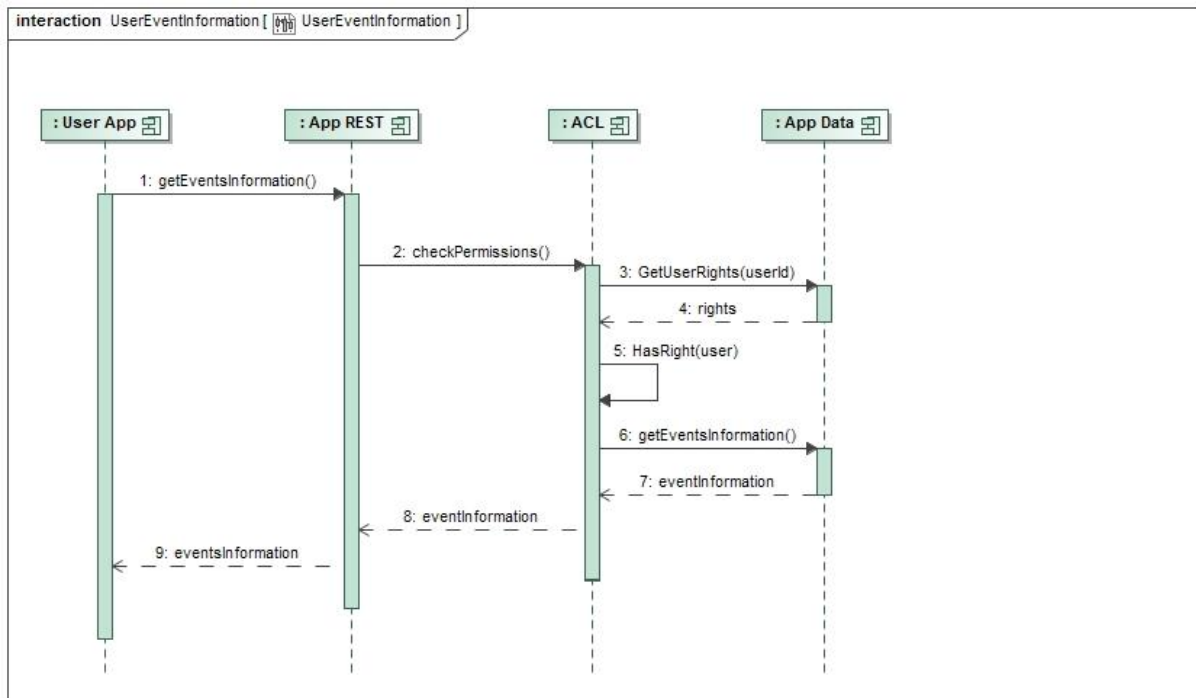 interaction UserEventInformation [ UserEventInformation ]
: User App
: App REST
: ACL
: App Data
1: getEventsInformation()
2: checkPermissions()
3: GetUserRights(userId)
4: rights
5: HasRight(user)
6: getEventsInformation()
7: eventInformation
8: eventInformation
9: eventsInformation